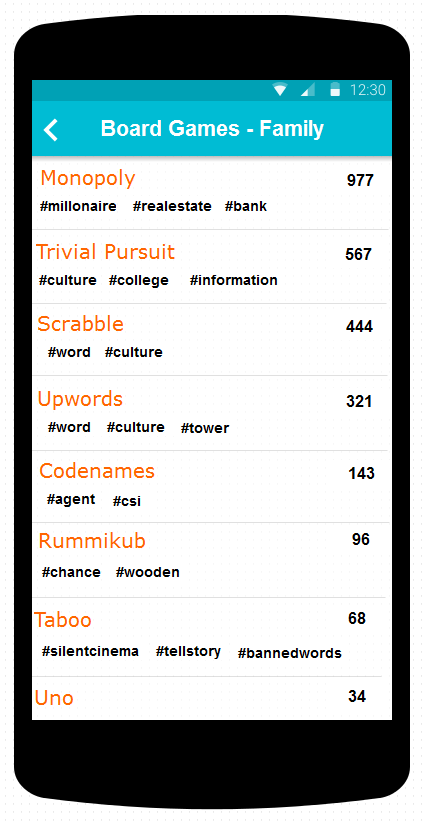 12:30
Board Games - Family
Monopoly 977
#millonaire #realestate #bank
Trivial Pursuit 567
#culture #college #information
Scrabble 444
#word #culture
Upwords 321
#word #culture #tower
Codenames 143
#agent #csi
Rummikub 96
#chance #wooden
Taboo 68
#silentcinema #tellstory #bannedwords
Uno 34